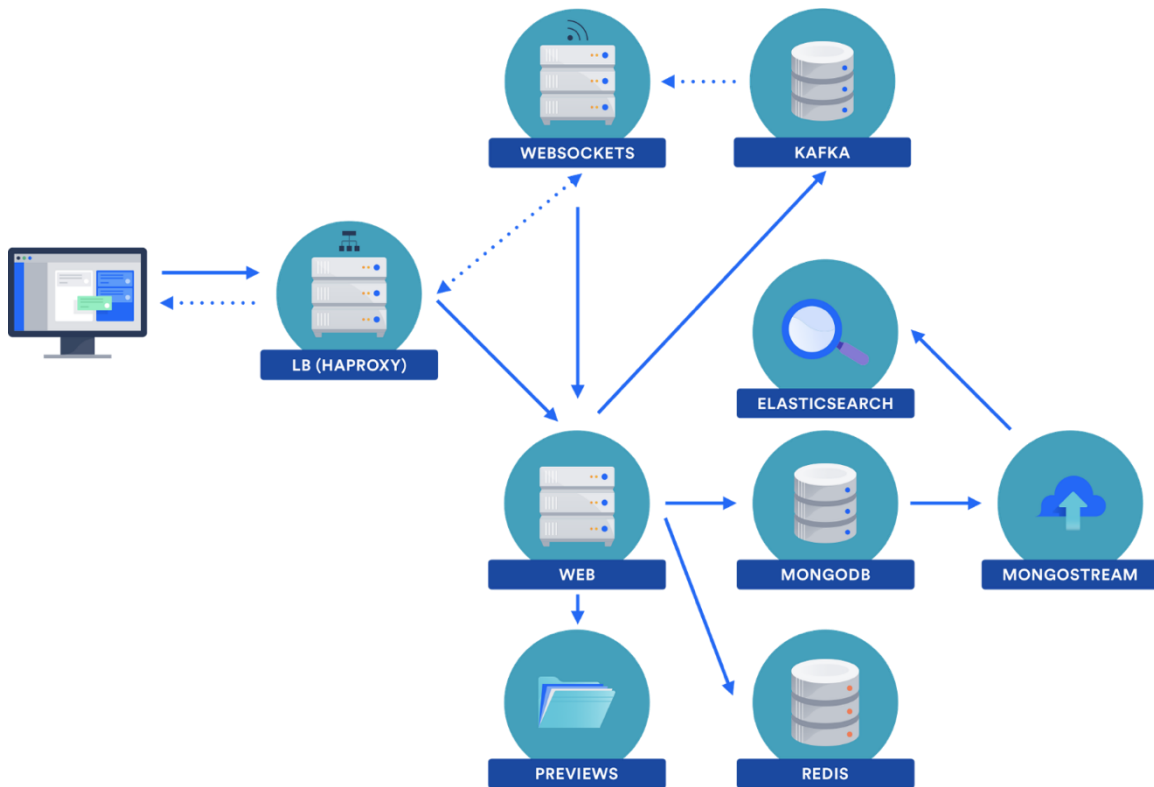 WEBSOCKETS
KAFKA
LB (HAPROXY)
ELASTICSEARCH
WEB
MONGODB
MONGOSTREAM
PREVIEWS
REDIS